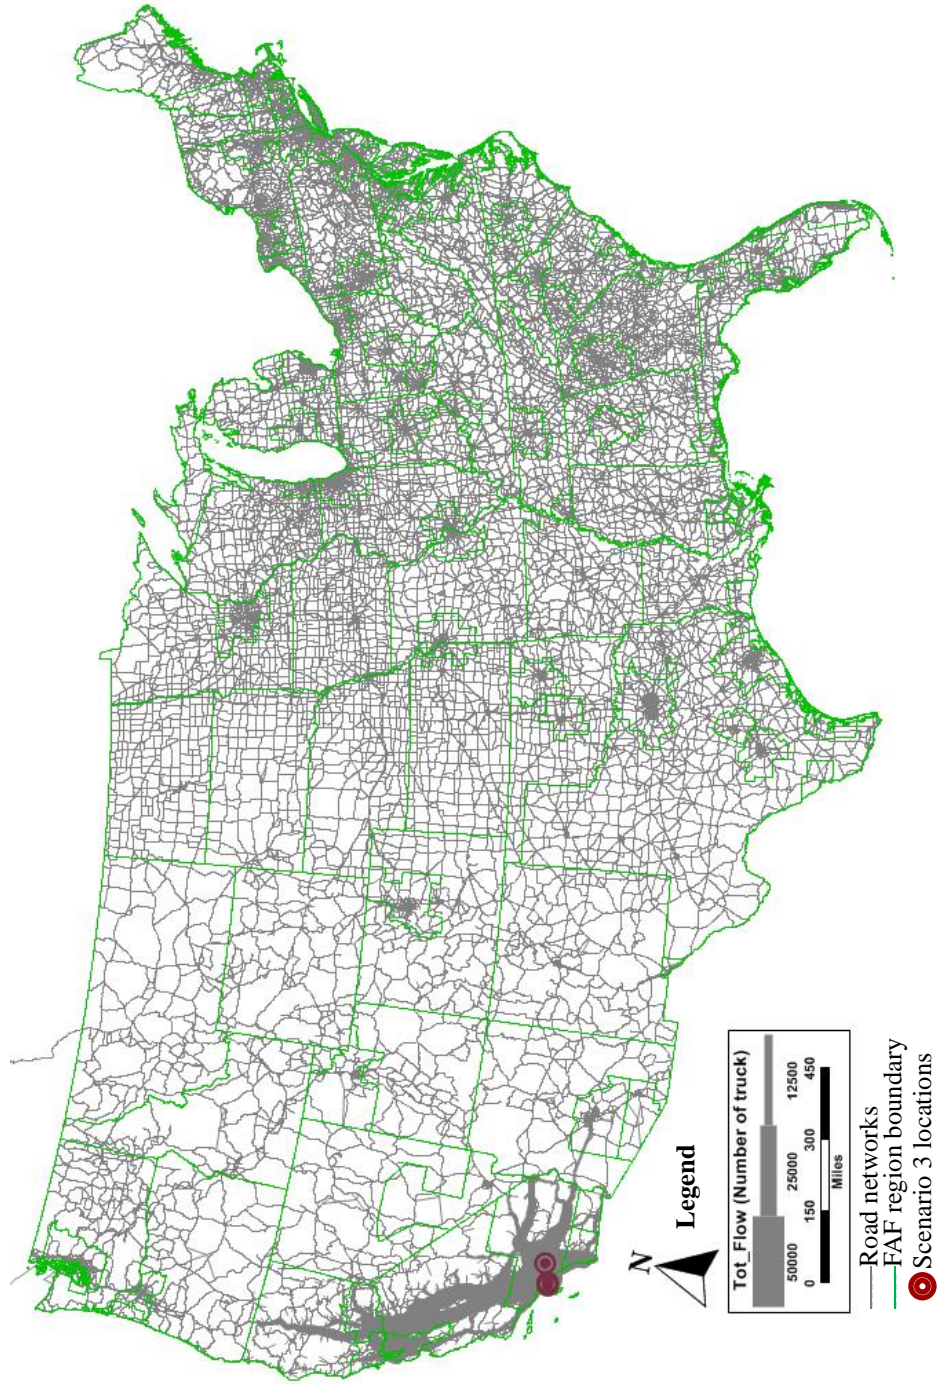 N
Legend
Tot_Flow (Number of truck)
50000 25000 12500
0 150 300 450
Miles
Road networks
FAF region boundary
Scenario 3 locations